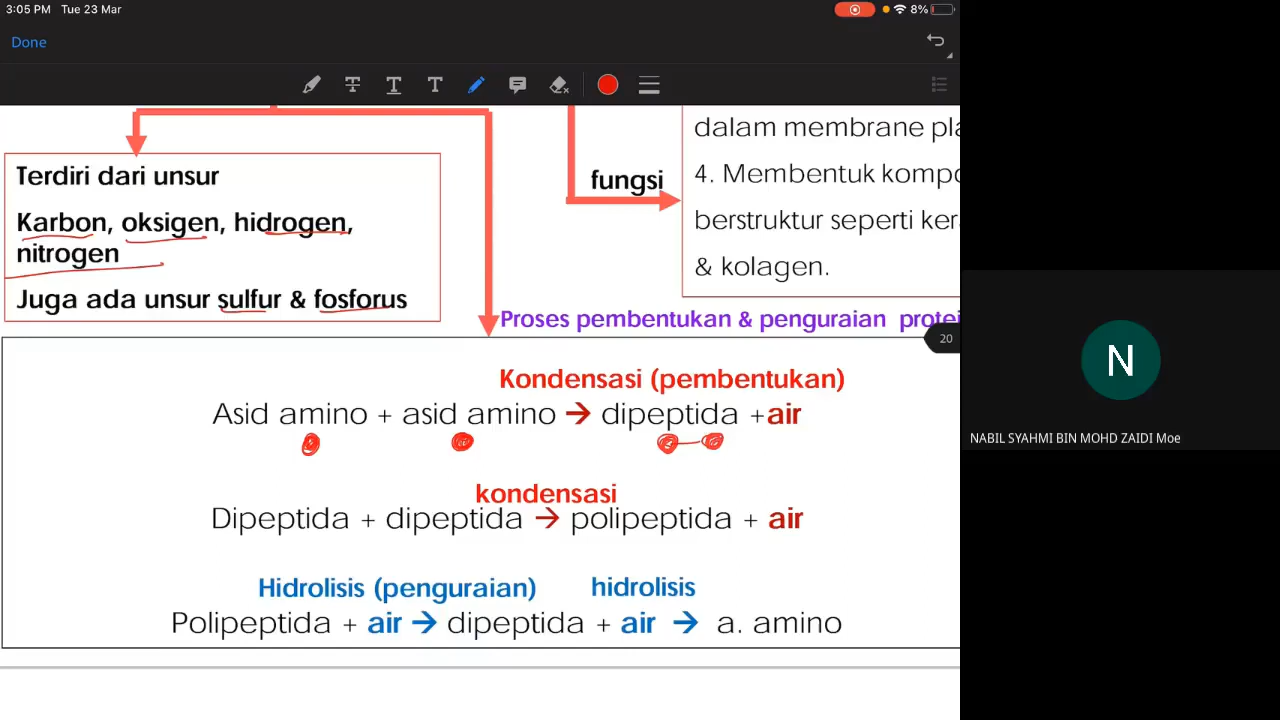 3:05 PM Tue 23 Mar
8%
Done
T T T
dalam membrane pla
Terdiri dari unsur
4. Membentuk kompo
fungsi
Karbon, oksigen, hidrogen,
berstruktur seperti ker
nitrogen
& kolagen.
Juga ada unsur sulfur & fosforus
Proses pembentukan & penguraian protei
20
Kondensasi (pembentukan)
Asid amino + asid amino → dipeptida +air
kondensasi
Dipeptida + dipeptida → polipeptida + air
Hidrolisis (penguraian) hidrolisis
Polipeptida + air → dipeptida + air → a. amino
N
NABIL SYAHMI BIN MOHD ZAIDI Moe